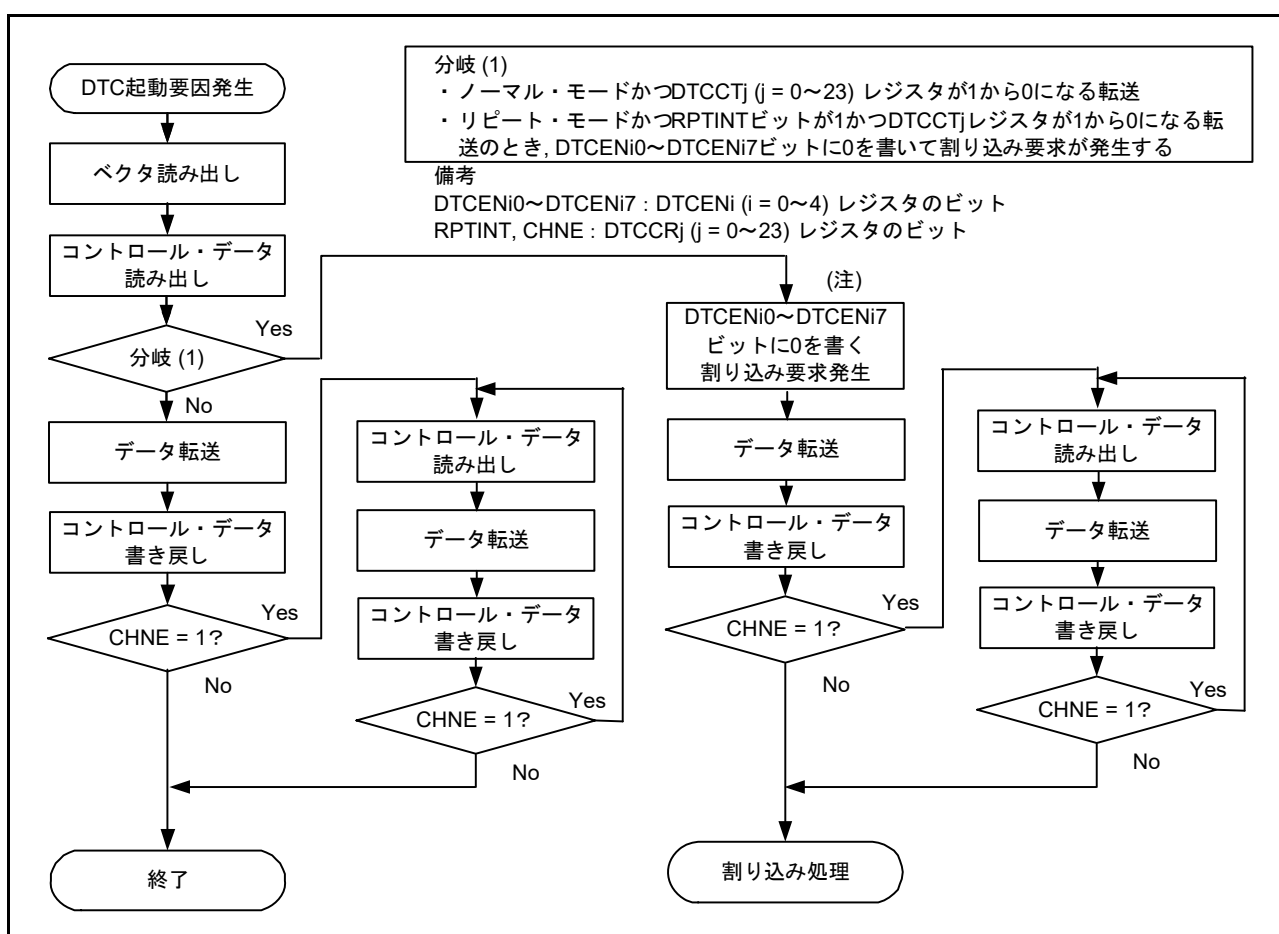 分岐 (1)
・ノーマル・モードかつDTCCTj (j = 0～23) レジスタが1から0になる転送
・リピート・モードかつRPTINTビットが1かつDTCCTjレジスタが1から0になる転
送のとき, DTCENi0～DTCENi7ビットに0を書いて割り込み要求が発生する
備考
DTCENi0～DTCENi7 : DTCENi (i = 0～4) レジスタのビット
RPTINT, CHNE : DTCCRj (j = 0～23) レジスタのビット
DTC起動要因発生
ベクタ読み出し
コントロール・データ
読み出し
分岐 (1)
Yes
No
データ転送
コントロール・データ
書き戻し
CHNE = 1?
Yes
No
コントロール・データ
読み出し
データ転送
コントロール・データ
書き戻し
CHNE = 1?
Yes
No
終了
(注)
DTCENi0～DTCENi7
ビットに0を書く
割り込み要求発生
データ転送
コントロール・データ
書き戻し
CHNE = 1?
Yes
No
コントロール・データ
読み出し
データ転送
コントロール・データ
書き戻し
CHNE = 1?
Yes
No
割り込み処理